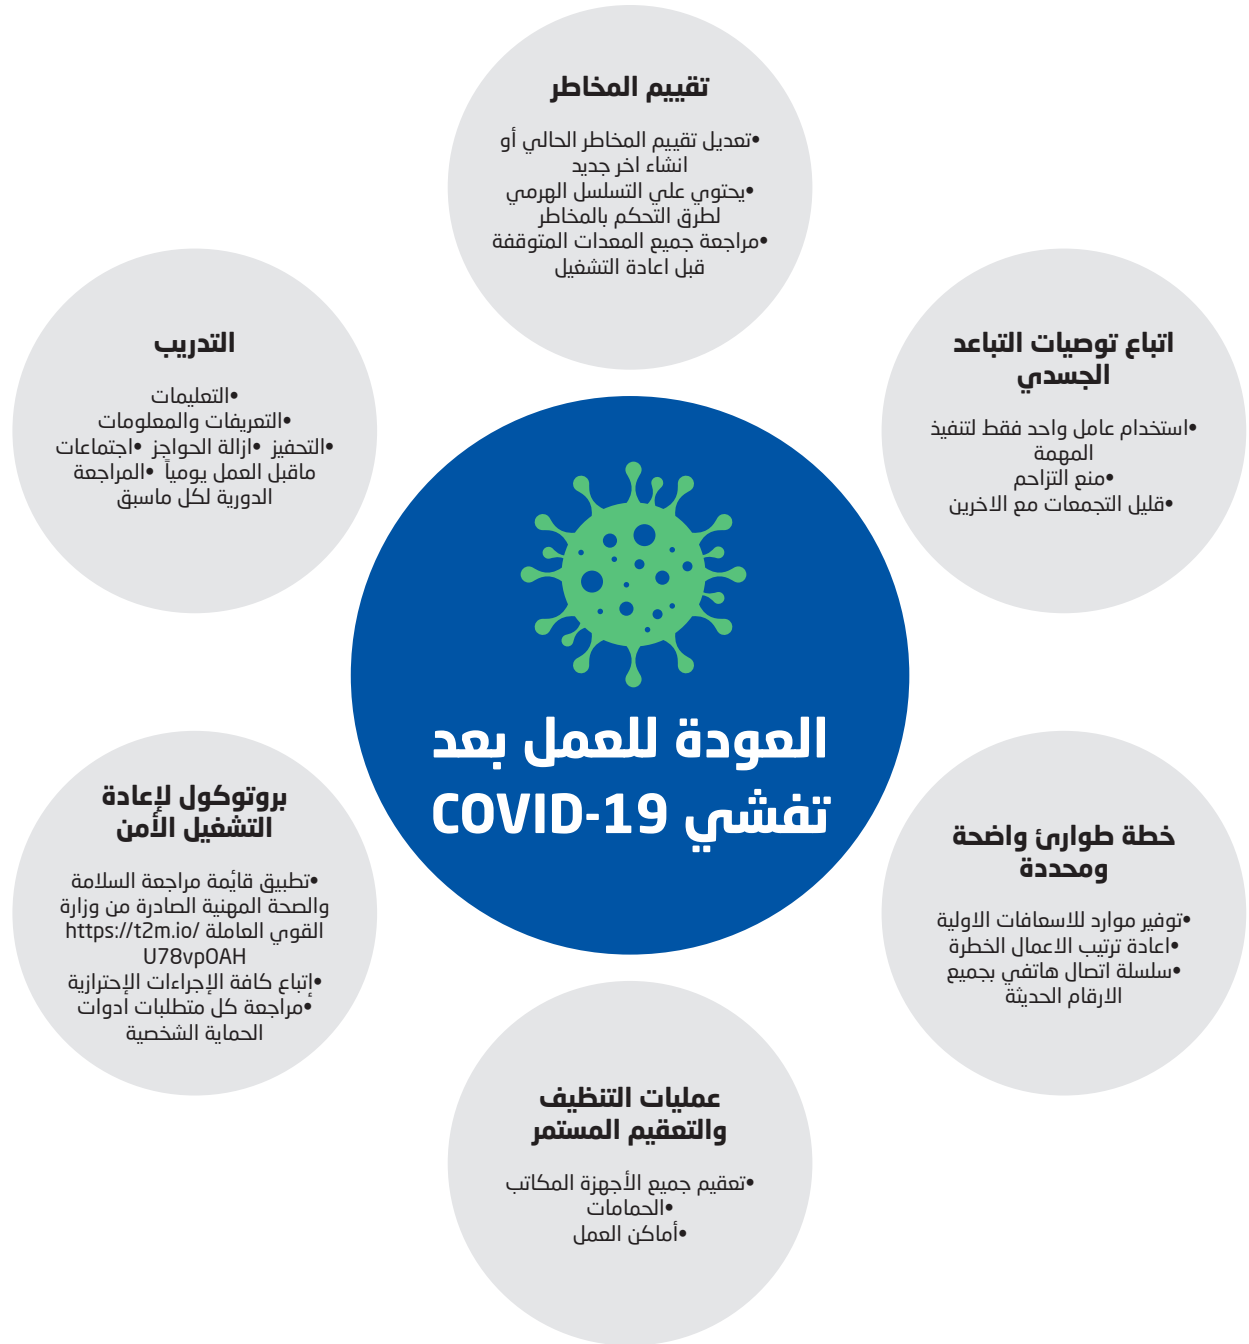 تقييم المخاطر
•تعديل تقييم المخاطر الحالي أو
انشاء اخر جديد
•يحتوي علي التسلسل الهرمي
لطرق التحكم بالمخاطر
•مراجعة جميع المعدات المتوقفة
قبل اعادة التشغيل
اتباع توصيات التباعد
الجسدي
•استخدام عامل واحد فقط لتنفيذ
المهمة
•منع التزاحم
•قليل التجمعات مع الاخرين
خطة طوارئ واضحة
ومحددة
•توفير موارد للاسعافات الاولية
•اعادة ترتيب الاعمال الخطرة
•سلسلة اتصال هاتفي بجميع
الارقام الحديثة
عمليات التنظيف
والتعقيم المستمر
•تعقيم جميع الأجهزة المكاتب
•الحمامات
•أماكن العمل
بروتوكول لإعادة
التشغيل الأمن
•تطبيق قائمة مراجعة السلامة
والصحة المهنية الصادرة من وزارة
القوي العاملة https://t2m.io/
U78vpOAH
•إتباع كافة الإجراءات الإحترازية
•مراجعة كل متطلبات ادوات
الحماية الشخصية
التدريب
•التعليمات
•التعريفات والمعلومات
•التحفيز •ازالة الحواجز •اجتماعات
ماقبل العمل يومياً •المراجعة
الدورية لكل ماسبق
العودة للعمل بعد
تفشي COVID-19